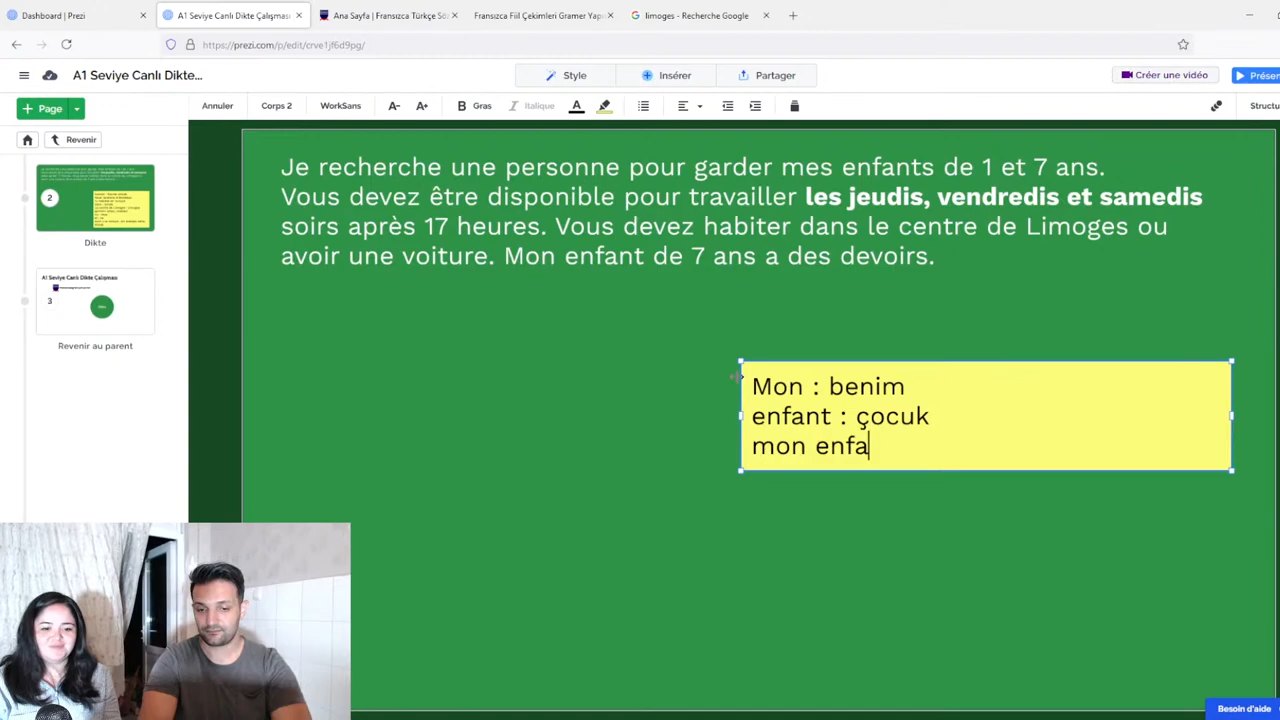 Dashboard | Prezi
A1 Seviye Canlı Dikte Çalışması
Ana Sayfa | Fransızca Türkçe Sö
Fransızca Fiil Çekimleri Gramer Yapı
limoges - Recherche Google
https://prezi.com/p/edit/crve1jf6d9pg/
A1 Seviye Canlı Dikte...
Style
Insérer
Partager
Créer une vidéo
Présen
+ Page
Annuler
Corps 2
WorkSans
A-
A+
B Gras
I Italique
A
Structu
Revenir
2
Dikte
A1 Seviye Canlı Dikte Çalışması
3
Revenir au parent
Je recherche une personne pour garder mes enfants de 1 et 7 ans.
Vous devez être disponible pour travailler les jeudis, vendredis et samedis
soirs après 17 heures. Vous devez habiter dans le centre de Limoges ou
avoir une voiture. Mon enfant de 7 ans a des devoirs.
Mon : benim
enfant : çocuk
mon enfa
Besoin d'aide